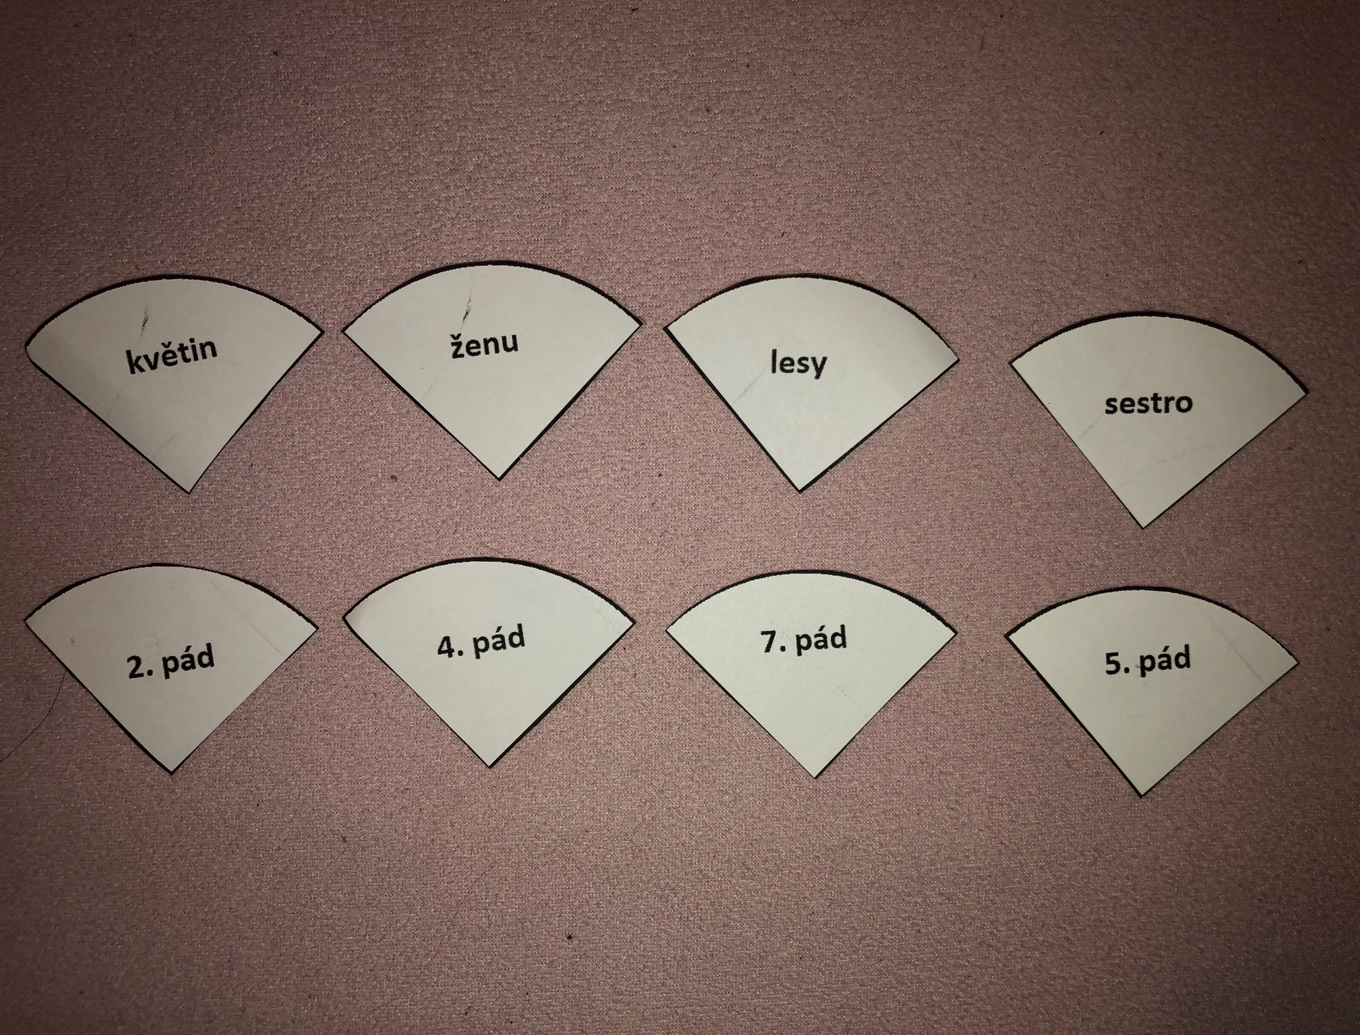 květin
ženu
lesy
sestro
2. pád
4. pád
7. pád
5. pád